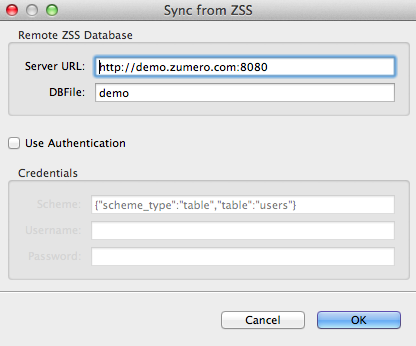 Sync from ZSS
Remote ZSS Database
Server URL: http://demo.zumero.com:8080
DBFile: demo
Use Authentication
Credentials
Scheme: {"scheme_type":"table","table":"users"}
Username:
Password:
Cancel OK